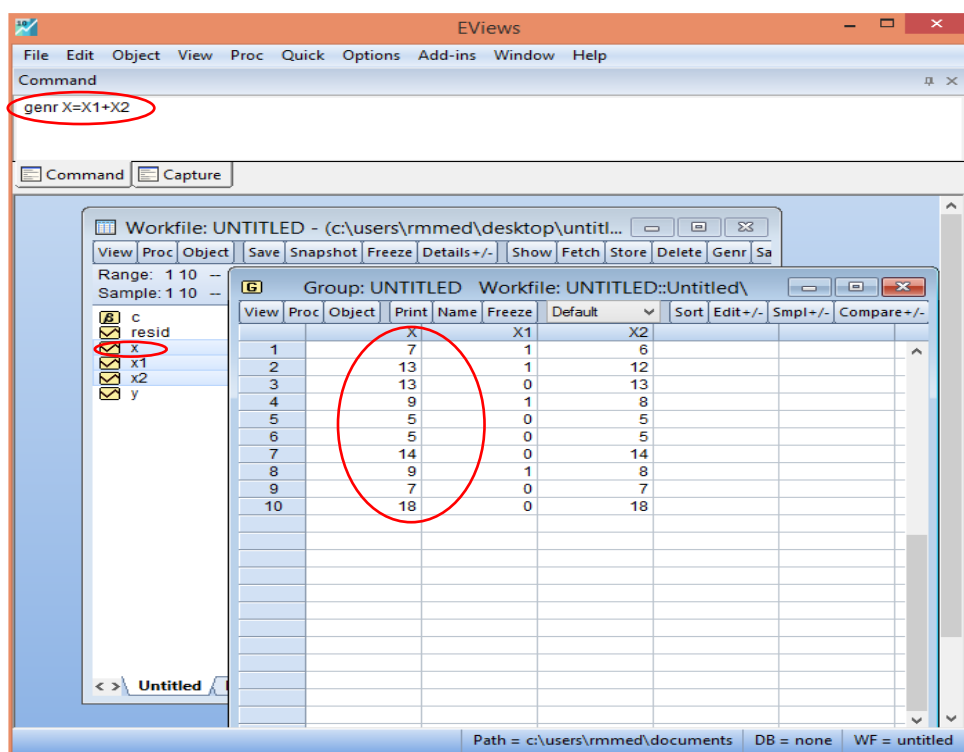 EViews
File Edit Object View Proc Quick Options Add-ins Window Help
Command
genr X=X1+X2
Command Capture
Workfile: UNTITLED - (c:\users\rmmed\desktop\untitl...
View Proc Object Save Snapshot Freeze Details+/- Show Fetch Store Delete Genr Sa
Range: 1 10 --
Sample: 1 10 --
c
resid
x
x1
x2
y
Group: UNTITLED Workfile: UNTITLED::Untitled\
View Proc Object Print Name Freeze Default Sort Edit+/- Smpl+/- Compare+/-
X X1 X2
1 7 1 6
2 13 1 12
3 13 0 13
4 9 1 8
5 5 0 5
6 5 0 5
7 14 0 14
8 9 1 8
9 7 0 7
10 18 0 18
< > Untitled
Path = c:\users\rmmed\documents DB = none WF = untitled